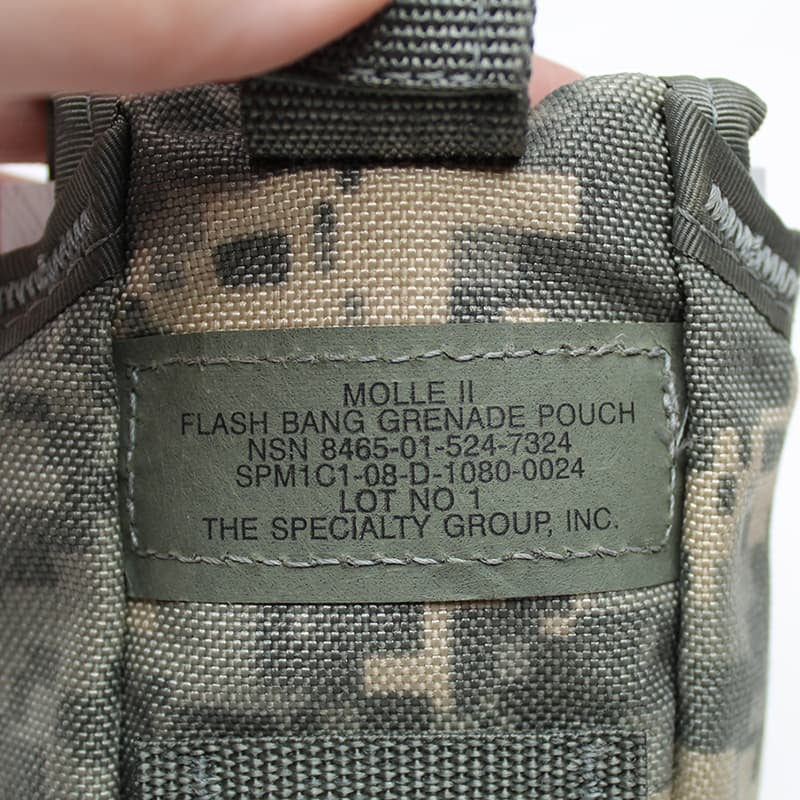 MOLLE II
FLASH BANG GRENADE POUCH
NSN 8465-01-524-7324
SPM1C1-08-D-1080-0024
LOT NO 1
THE SPECIALTY GROUP, INC.